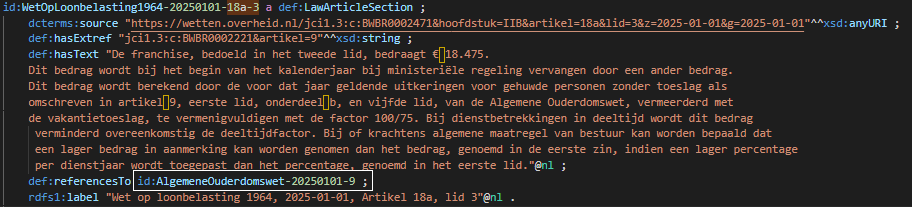 id:WetOpLoonbelasting1964-20250101-18a-3 a def:LawArticleSection ;
dcterms:source "https://wetten.overheid.nl/jci1.3:c:BWBR0002471&hoofdstuk=IIB&artikel=18a&lid=3&z=2025-01-01&g=2025-01-01"^^xsd:anyURI ;
def:hasExtref "jci1.3:c:BWBR0002221&artikel=9"^^xsd:string ;
def:hasText "De franchise, bedoeld in het tweede lid, bedraagt € 18.475.
Dit bedrag wordt bij het begin van het kalenderjaar bij ministeriële regeling vervangen door een ander bedrag.
Dit bedrag wordt berekend door de voor dat jaar geldende uitkeringen voor gehuwde personen zonder toeslag als
omschreven in artikel 9, eerste lid, onderdeel b, en vijfde lid, van de Algemene Ouderdomswet, vermeerderd met
de vakantietoeslag, te vermenigvuldigen met de factor 100/75. Bij dienstbetrekkingen in deeltijd wordt dit bedrag
verminderd overeenkomstig de deeltijdfactor. Bij of krachtens algemene maatregel van bestuur kan worden bepaald dat
een lager bedrag in aanmerking kan worden genomen dan het bedrag, genoemd in de eerste zin, indien een lager percentage
per dienstjaar wordt toegepast dan het percentage, genoemd in het eerste lid."@nl ;
def:referencesTo id:AlgemeneOuderdomswet-20250101-9 ;
rdfs1:label "Wet op loonbelasting 1964, 2025-01-01, Artikel 18a, lid 3"@nl .